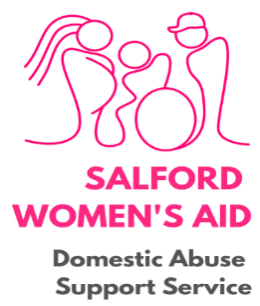 SALFORD
WOMEN'S AID
Domestic Abuse
Support Service